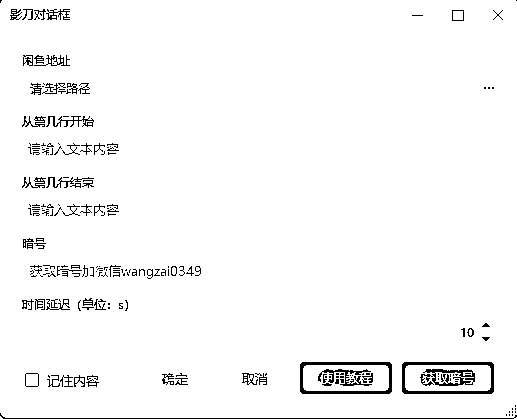 影刀对话框
闲鱼地址
请选择路径 ...
从第几行开始
请输入文本内容
从第几行结束
请输入文本内容
暗号
获取暗号加微信wangzai0349
时间延迟（单位：s）
10
记住内容 确定 取消 使用教程 获取暗号